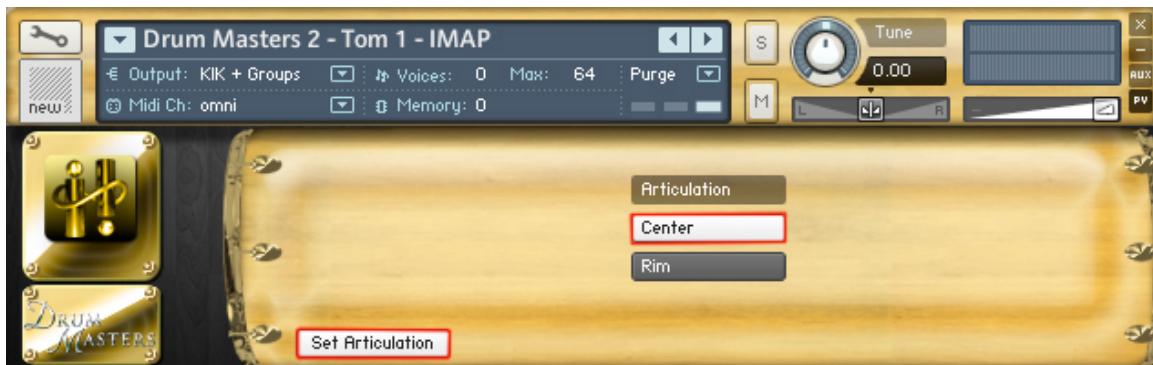 Drum Masters 2 - Tom 1 - IMAP
Output: KIK + Groups
Voices: 0 Max: 64
Purge
Midi Ch: omni
Memory: 0
new
S
M
Tune
0.00
L
R
×
–
AUX
PV
Articulation
Center
Rim
Set Articulation
DRUM
MASTERS